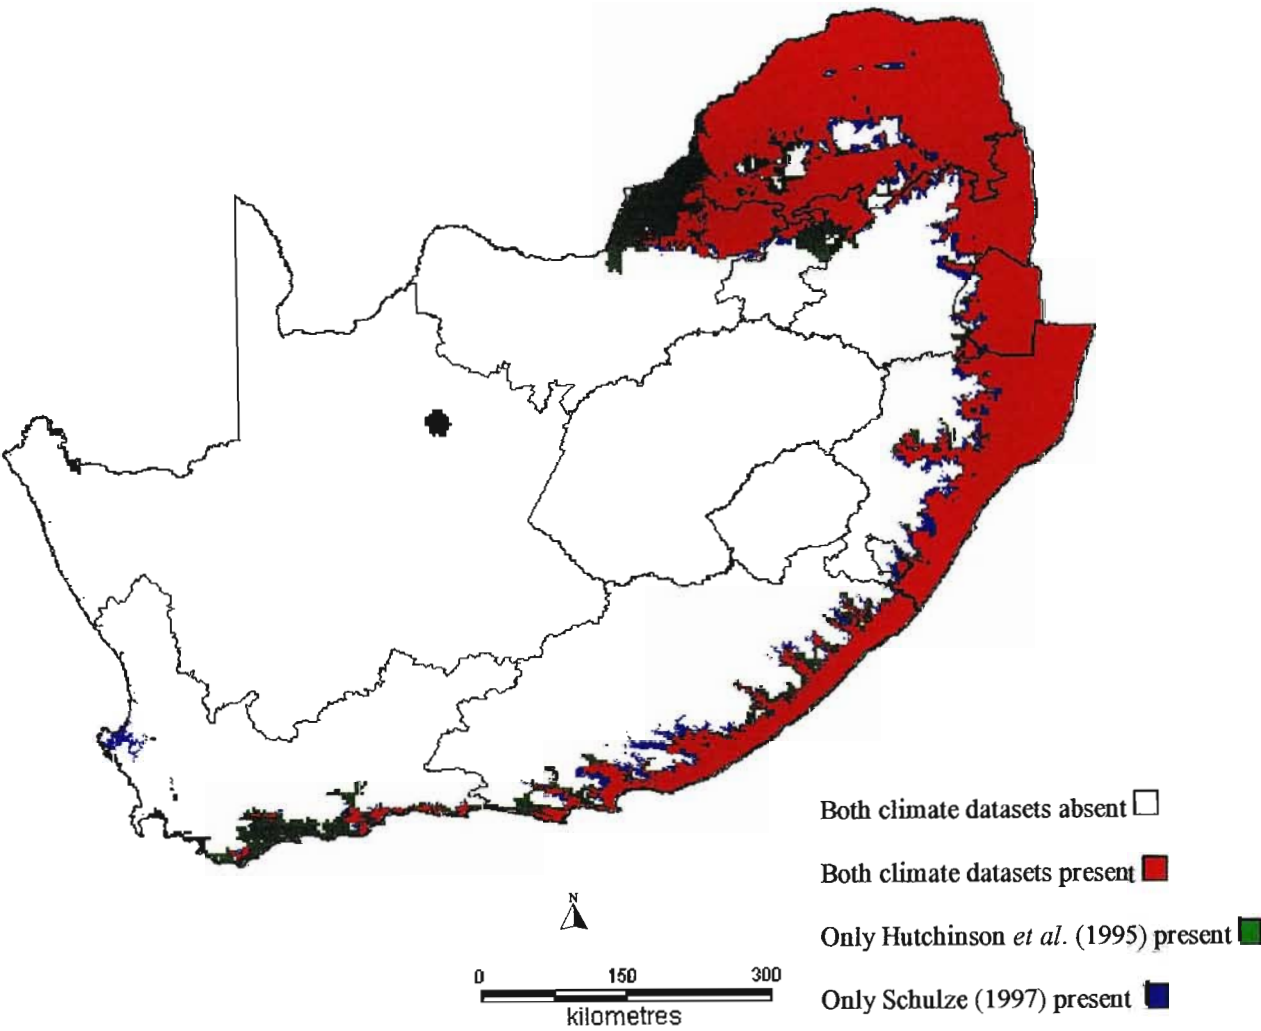 Both climate datasets absent
Both climate datasets present
Only Hutchinson et al. (1995) present
Only Schulze (1997) present
N
0 150 300
kilometres